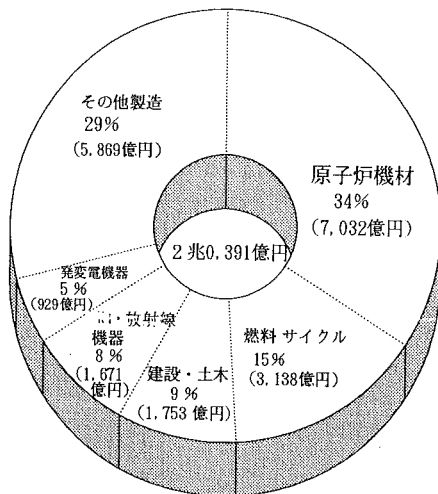 その他製造
29%
(5.869億円)
原子炉機材
34%
(7,032億円)
2兆0,391億円
発変電機器
5%
(929億円)
・放射線
機器
8%
(1,671
億円)
建設・土木
9%
(1,753億円)
燃料サイクル
15%
(3,138億円)